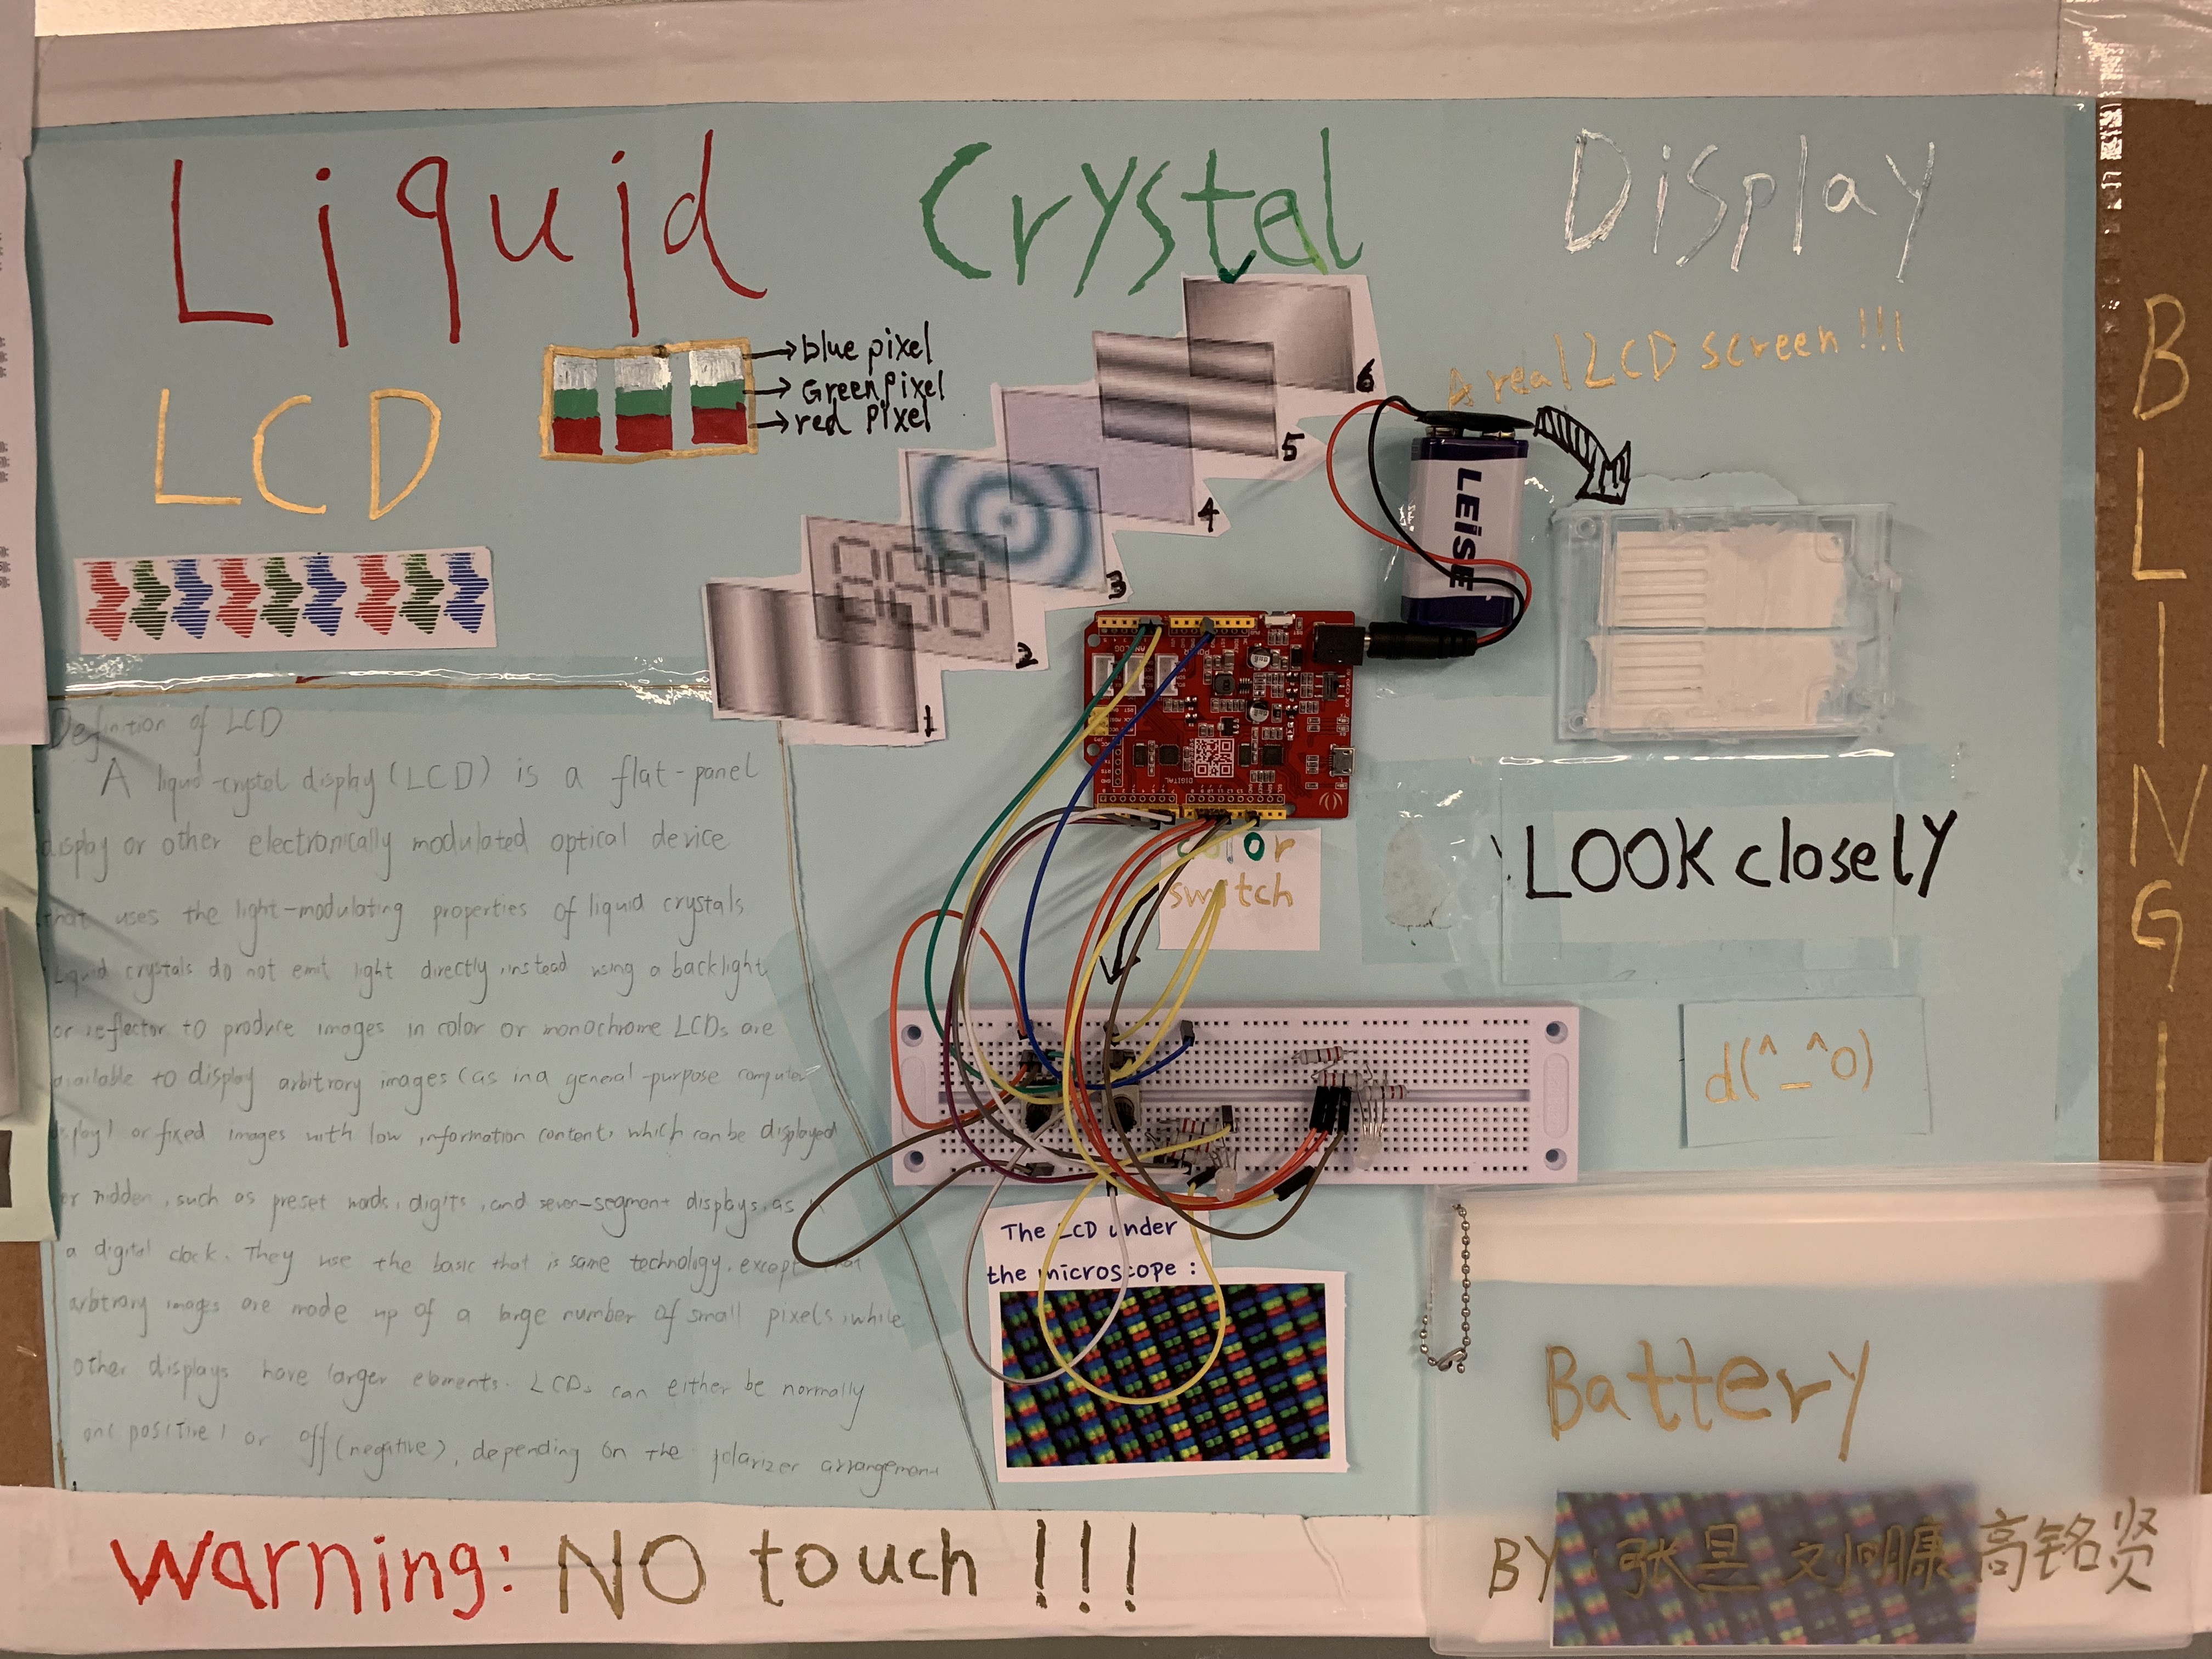 Liquid Crystal Display
LCD
blue pixel
Green pixel
red pixel
A real LCD screen!!!
1
2
3
4
5
6
LEISE
BLING
Definition of LCD
A liquid-crystal display (LCD) is a flat-panel
display or other electronically modulated optical device
that uses the light-modulating properties of liquid crystals
Liquid crystals do not emit light directly, instead using a backlight
or reflector to produce images in color or monochrome LCDs are
available to display arbitrary images (as in a general-purpose computer
display) or fixed images with low information content, which can be displayed
or hidden, such as preset words, digits, and seven-segment displays, as
a digital clock. They use the basic that is same technology, except that
arbitrary images are made up of a large number of small pixels, while
other displays have larger elements. LCDs can either be normally
on (positive) or off (negative), depending on the polarizer arrangement
ANALOG
DIGITAL
color
switch
LOOK closely
d(^_^o)
The LCD under
the microscope:
Battery
Warning: NO touch!!!
BY 张昰 刘明康 高铭贤